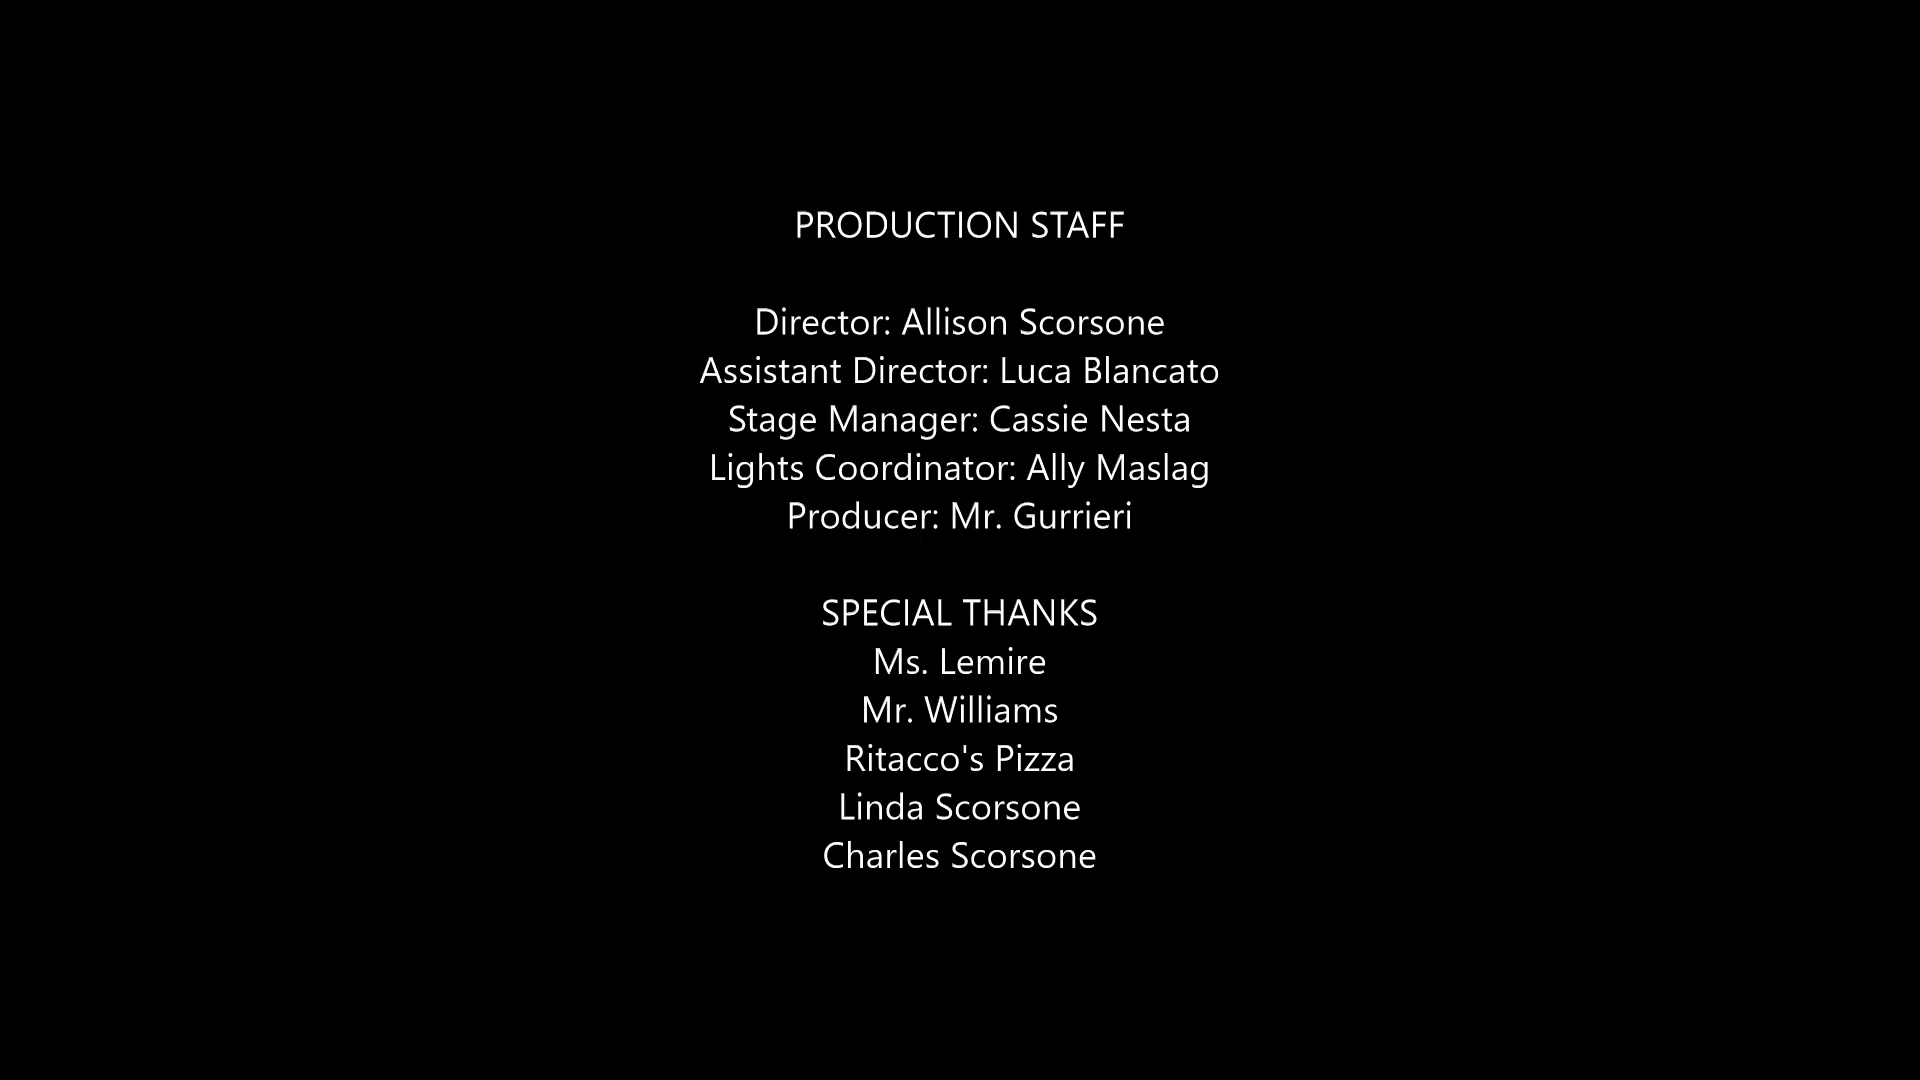 PRODUCTION STAFF
Director: Allison Scorsone
Assistant Director: Luca Blancato
Stage Manager: Cassie Nesta
Lights Coordinator: Ally Maslag
Producer: Mr. Gurrieri
SPECIAL THANKS
Ms. Lemire
Mr. Williams
Ritacco's Pizza
Linda Scorsone
Charles Scorsone